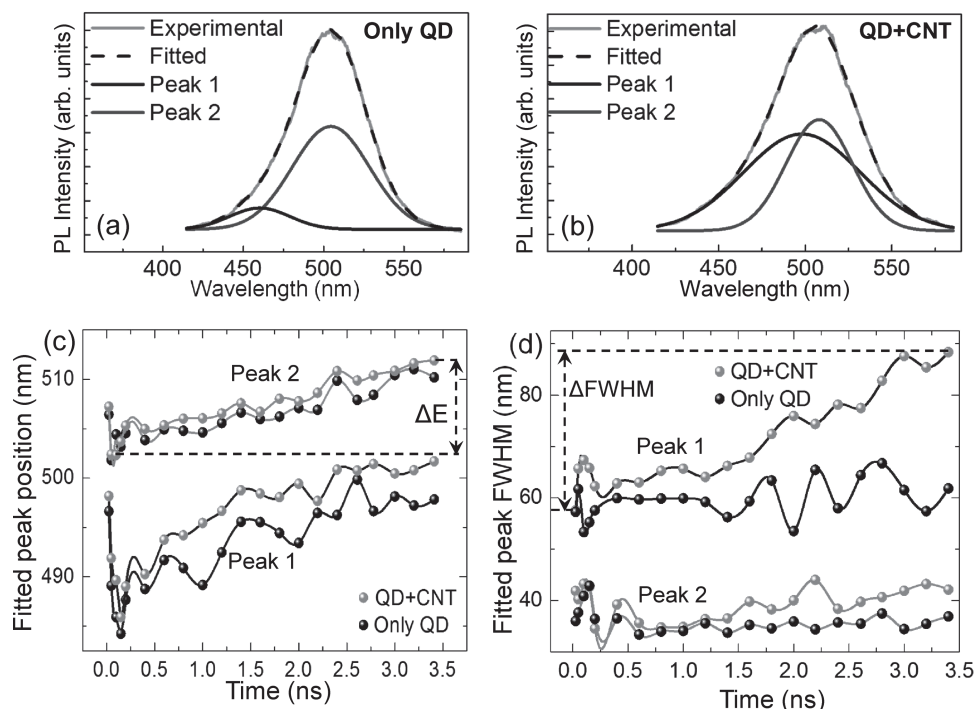 Experimental
Fitted
Peak 1
Peak 2
Only QD
(a)
PL Intensity (arb. units)
400 450 500 550
Wavelength (nm)
Experimental
Fitted
Peak 1
Peak 2
QD+CNT
(b)
PL Intensity (arb. units)
400 450 500 550
Wavelength (nm)
(c)
Fitted peak position (nm)
510
500
490
Peak 2
ΔE
Peak 1
QD+CNT
Only QD
0.0 0.5 1.0 1.5 2.0 2.5 3.0 3.5
Time (ns)
(d)
Fitted peak FWHM (nm)
80
60
40
ΔFWHM
QD+CNT
Only QD
Peak 1
Peak 2
0.0 0.5 1.0 1.5 2.0 2.5 3.0 3.5
Time (ns)